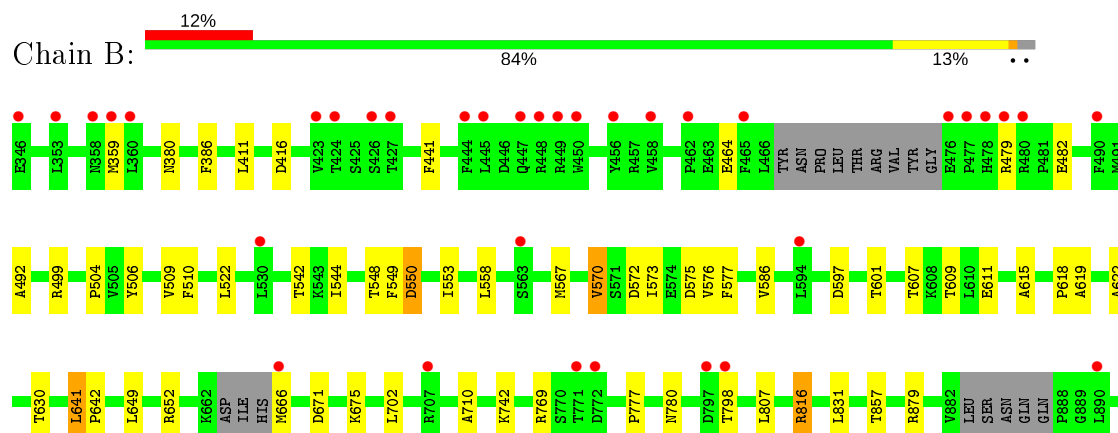 12%
Chain B:
84% 13% • •
E346 L353 N358 M359 L360 N380 F386 L411 D416 V423 T424 S425 S426 T427 F441 F444 L445 D446 Q447 R448 R449 W450 Y456 R457 V458 P462 E463 E464 F465 L466 TYR ASN PRO LEU THR ARG VAL TYR GLY E476 P477 H478 R479 R480 P481 E482 F490 M491
A492 R499 P504 V505 Y506 V509 F510 L522 L530 T542 K543 I544 T548 F549 D550 I553 L558 S563 M567 V570 S571 D572 I573 E574 D575 V576 F577 V586 L594 D597 T601 T607 K608 T609 L610 E611 A615 P618 A619 A622
T630 L641 P642 L649 R652 K662 ASP ILE HIS M666 D671 K675 L702 R707 A710 K742 R769 S770 T771 D772 P777 N780 D797 T798 L807 R816 L831 T857 R879 V882 LEU SER ASN GLN GLN P888 G889 L890